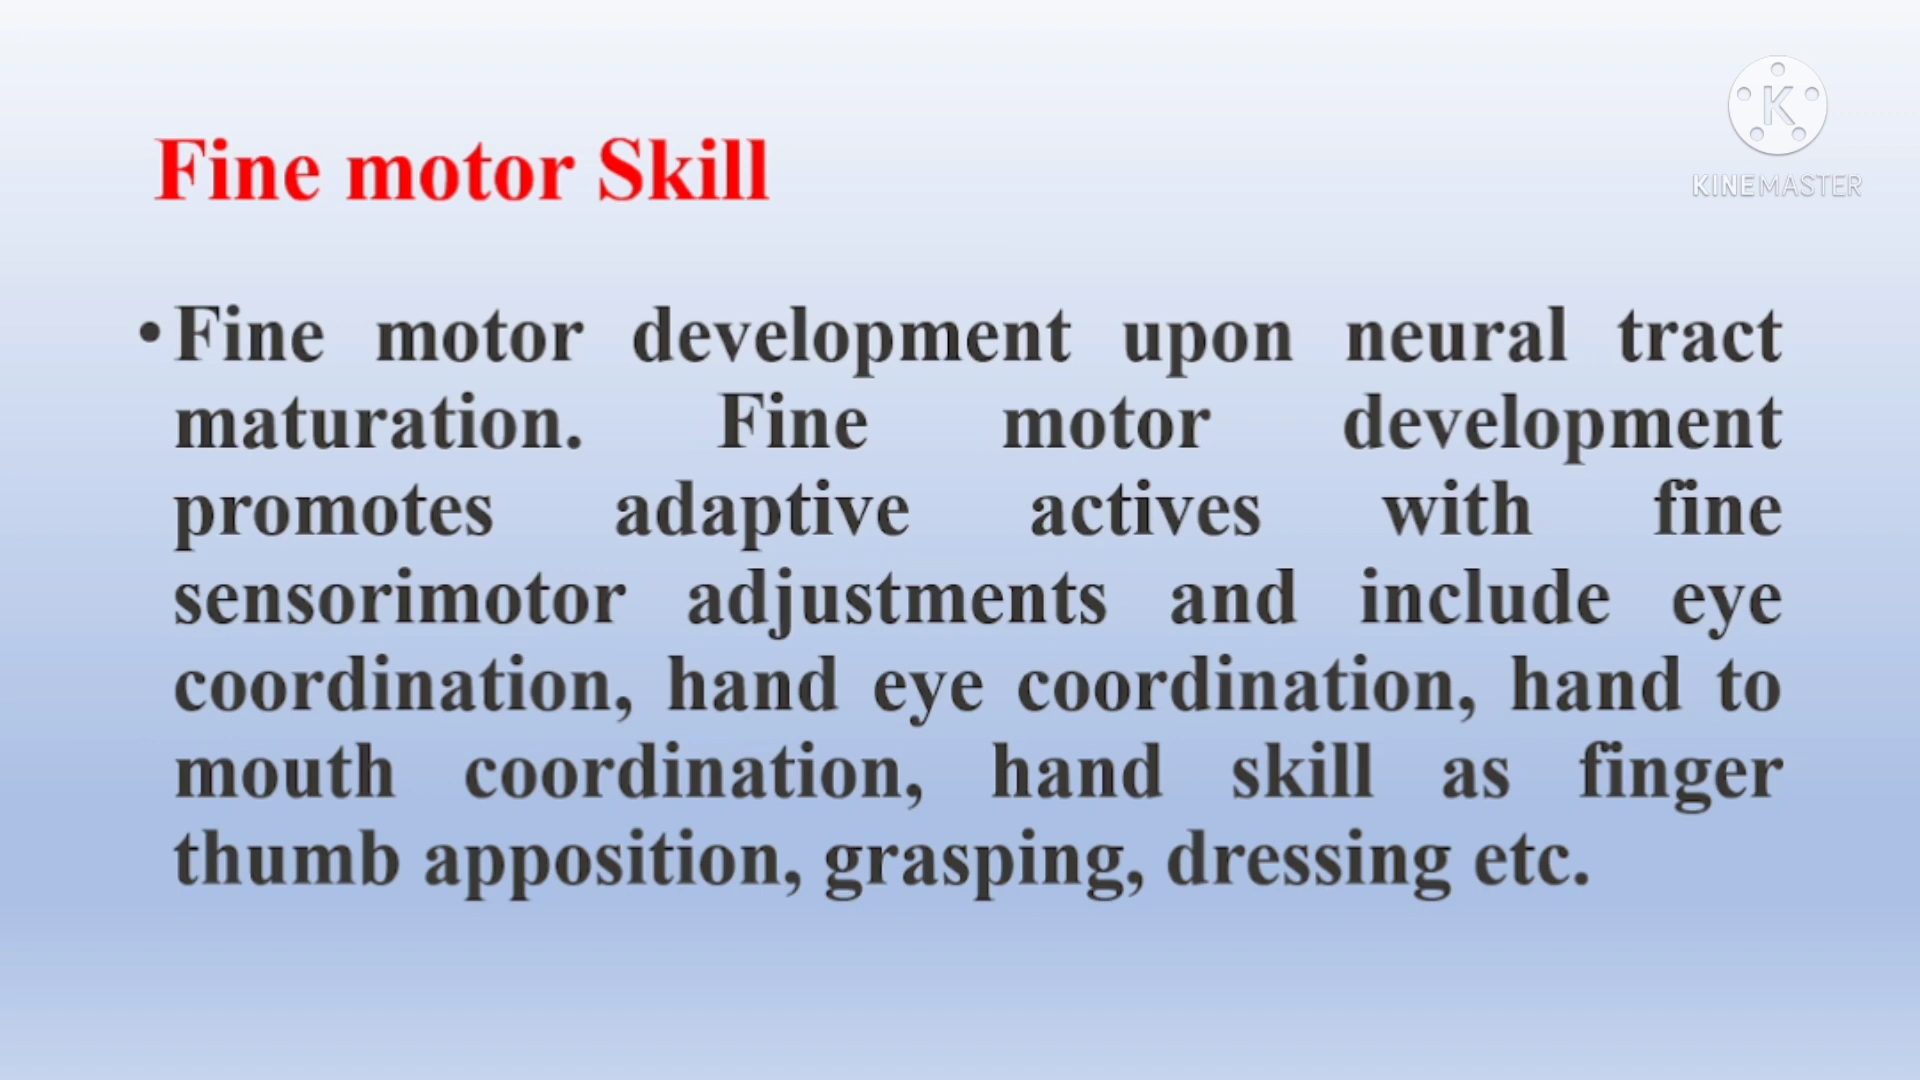 K
KINEMASTER
Fine motor Skill
• Fine motor development upon neural tract
maturation. Fine motor development
promotes adaptive actives with fine
sensorimotor adjustments and include eye
coordination, hand eye coordination, hand to
mouth coordination, hand skill as finger
thumb apposition, grasping, dressing etc.